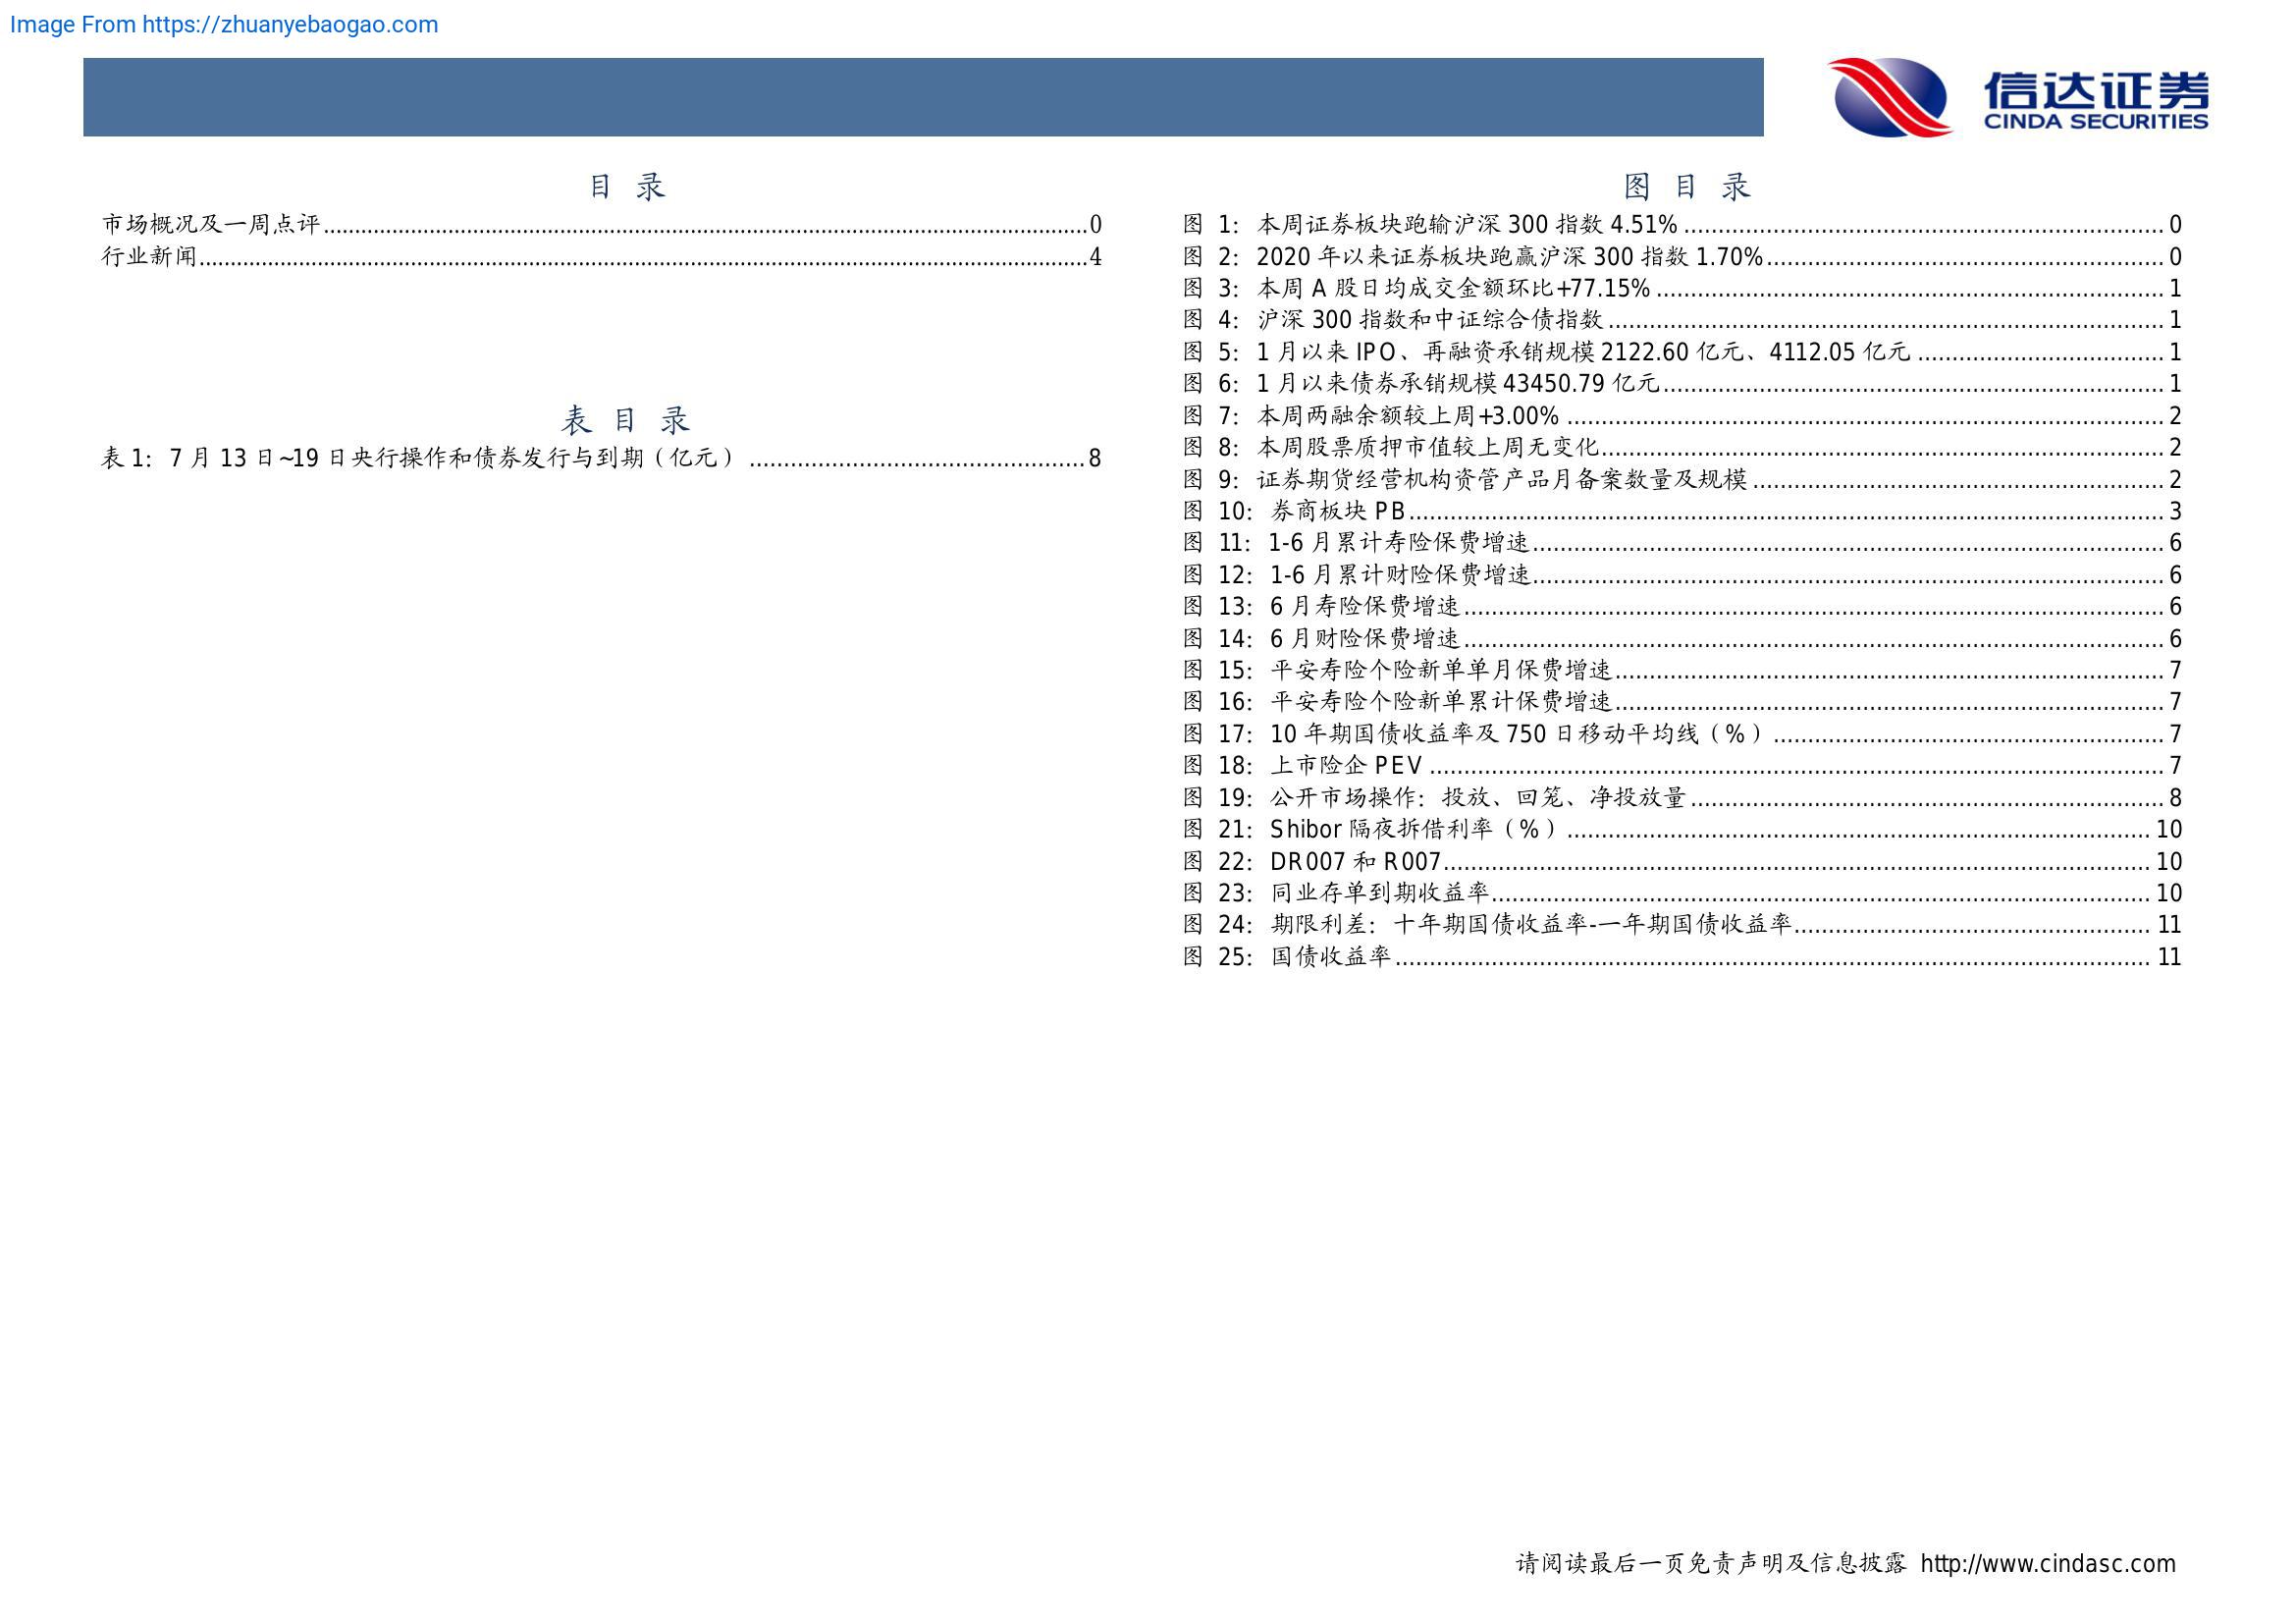 Image From https://zhuanyebaogao.com
信达证券
CINDA SECURITIES
目 录
市场概况及一周点评........................................0
行业新闻........................................4
表 目 录
表 1：7 月 13 日~19 日央行操作和债券发行与到期（亿元）........................................8
图 目 录
图 1：本周证券板块跑输沪深 300 指数 4.51%........................................0
图 2：2020 年以来证券板块跑赢沪深 300 指数 1.70%........................................0
图 3：本周 A 股日均成交金额环比+77.15%........................................1
图 4：沪深 300 指数和中证综合债指数........................................1
图 5：1 月以来 IPO、再融资承销规模 2122.60 亿元、4112.05 亿元........................................1
图 6：1 月以来债券承销规模 43450.79 亿元........................................1
图 7：本周两融余额较上周+3.00%........................................2
图 8：本周股票质押市值较上周无变化........................................2
图 9：证券期货经营机构资管产品月备案数量及规模........................................2
图 10：券商板块 PB........................................3
图 11：1-6 月累计寿险保费增速........................................6
图 12：1-6 月累计财险保费增速........................................6
图 13：6 月寿险保费增速........................................6
图 14：6 月财险保费增速........................................6
图 15：平安寿险个险新单单月保费增速........................................7
图 16：平安寿险个险新单累计保费增速........................................7
图 17：10 年期国债收益率及 750 日移动平均线（%）........................................7
图 18：上市险企 PEV........................................7
图 19：公开市场操作：投放、回笼、净投放量........................................8
图 21：Shibor 隔夜拆借利率（%）........................................10
图 22：DR007 和 R007........................................10
图 23：同业存单到期收益率........................................10
图 24：期限利差：十年期国债收益率-一年期国债收益率........................................11
图 25：国债收益率........................................11
请阅读最后一页免责声明及信息披露 http://www.cindasc.com